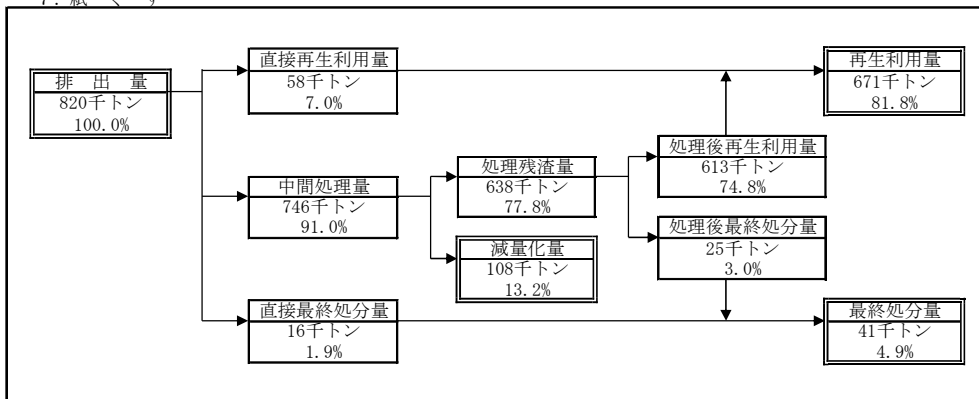 7. 紙 く ず
排 出 量
820千トン
100.0%
直接再生利用量
58千トン
7.0%
中間処理量
746千トン
91.0%
直接最終処分量
16千トン
1.9%
処理残渣量
638千トン
77.8%
減量化量
108千トン
13.2%
処理後再生利用量
613千トン
74.8%
処理後最終処分量
25千トン
3.0%
再生利用量
671千トン
81.8%
最終処分量
41千トン
4.9%